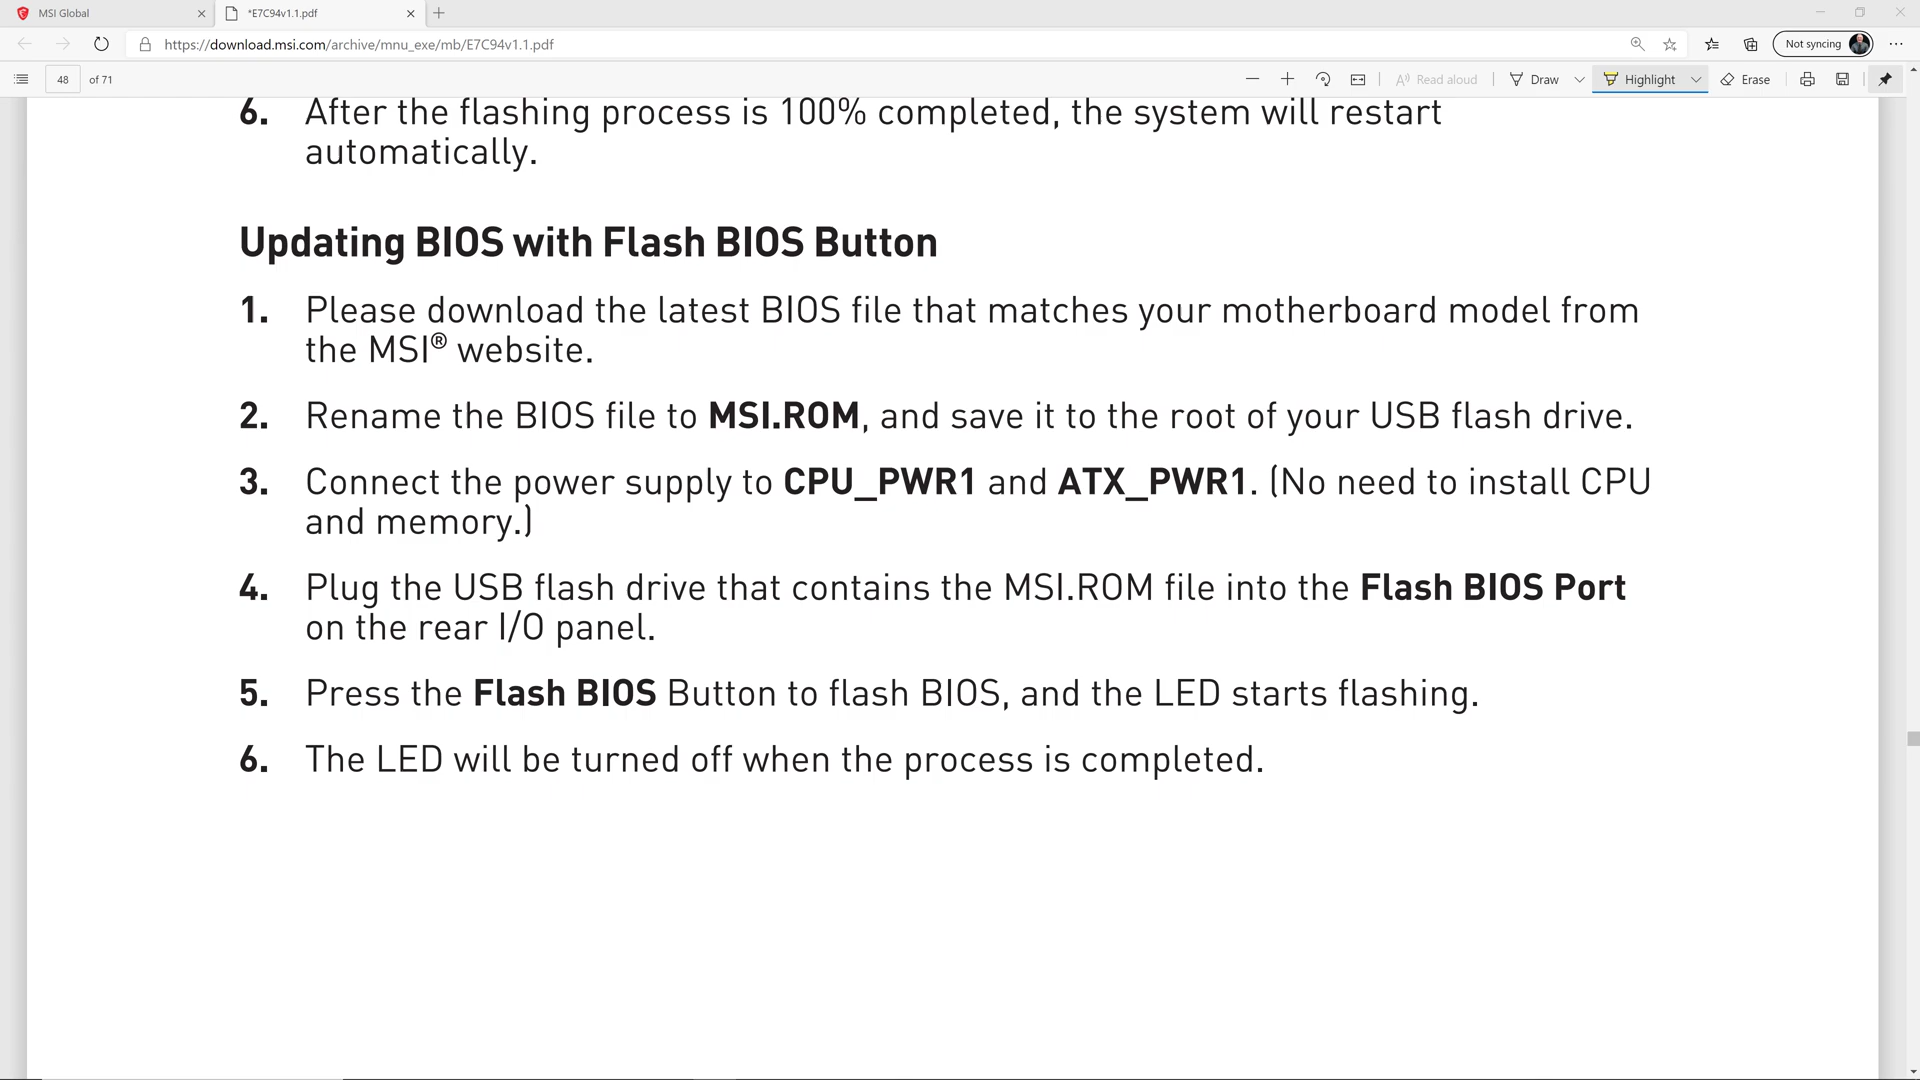 MSI Global
*E7C94v1.1.pdf
https://download.msi.com/archive/mnu_exe/mb/E7C94v1.1.pdf
Not syncing
48 of 71
Read aloud
Draw
Highlight
Erase
6. After the flashing process is 100% completed, the system will restart
automatically.
Updating BIOS with Flash BIOS Button
1. Please download the latest BIOS file that matches your motherboard model from
the MSI® website.
2. Rename the BIOS file to MSI.ROM, and save it to the root of your USB flash drive.
3. Connect the power supply to CPU_PWR1 and ATX_PWR1. (No need to install CPU
and memory.)
4. Plug the USB flash drive that contains the MSI.ROM file into the Flash BIOS Port
on the rear I/O panel.
5. Press the Flash BIOS Button to flash BIOS, and the LED starts flashing.
6. The LED will be turned off when the process is completed.